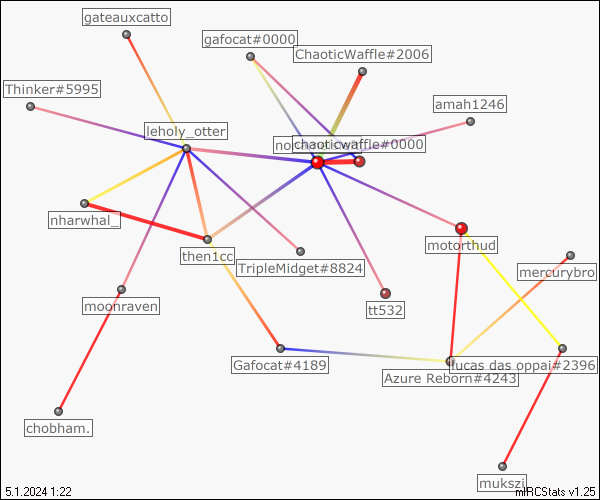 gateauxcatto
gafocat#0000
ChaoticWaffle#2006
Thinker#5995
amah1246
leholy_otter
chaoticwaffle#0000
nharwhal_
motorthud
then1cc
TripleMidget#8824
mercurybro
moonraven
tt532
Gafocat#4189
lucas das oppai#2396
Azure Reborn#4243
chobham.
mukszi
5.1.2024 1:22
mIRCStats v1.25